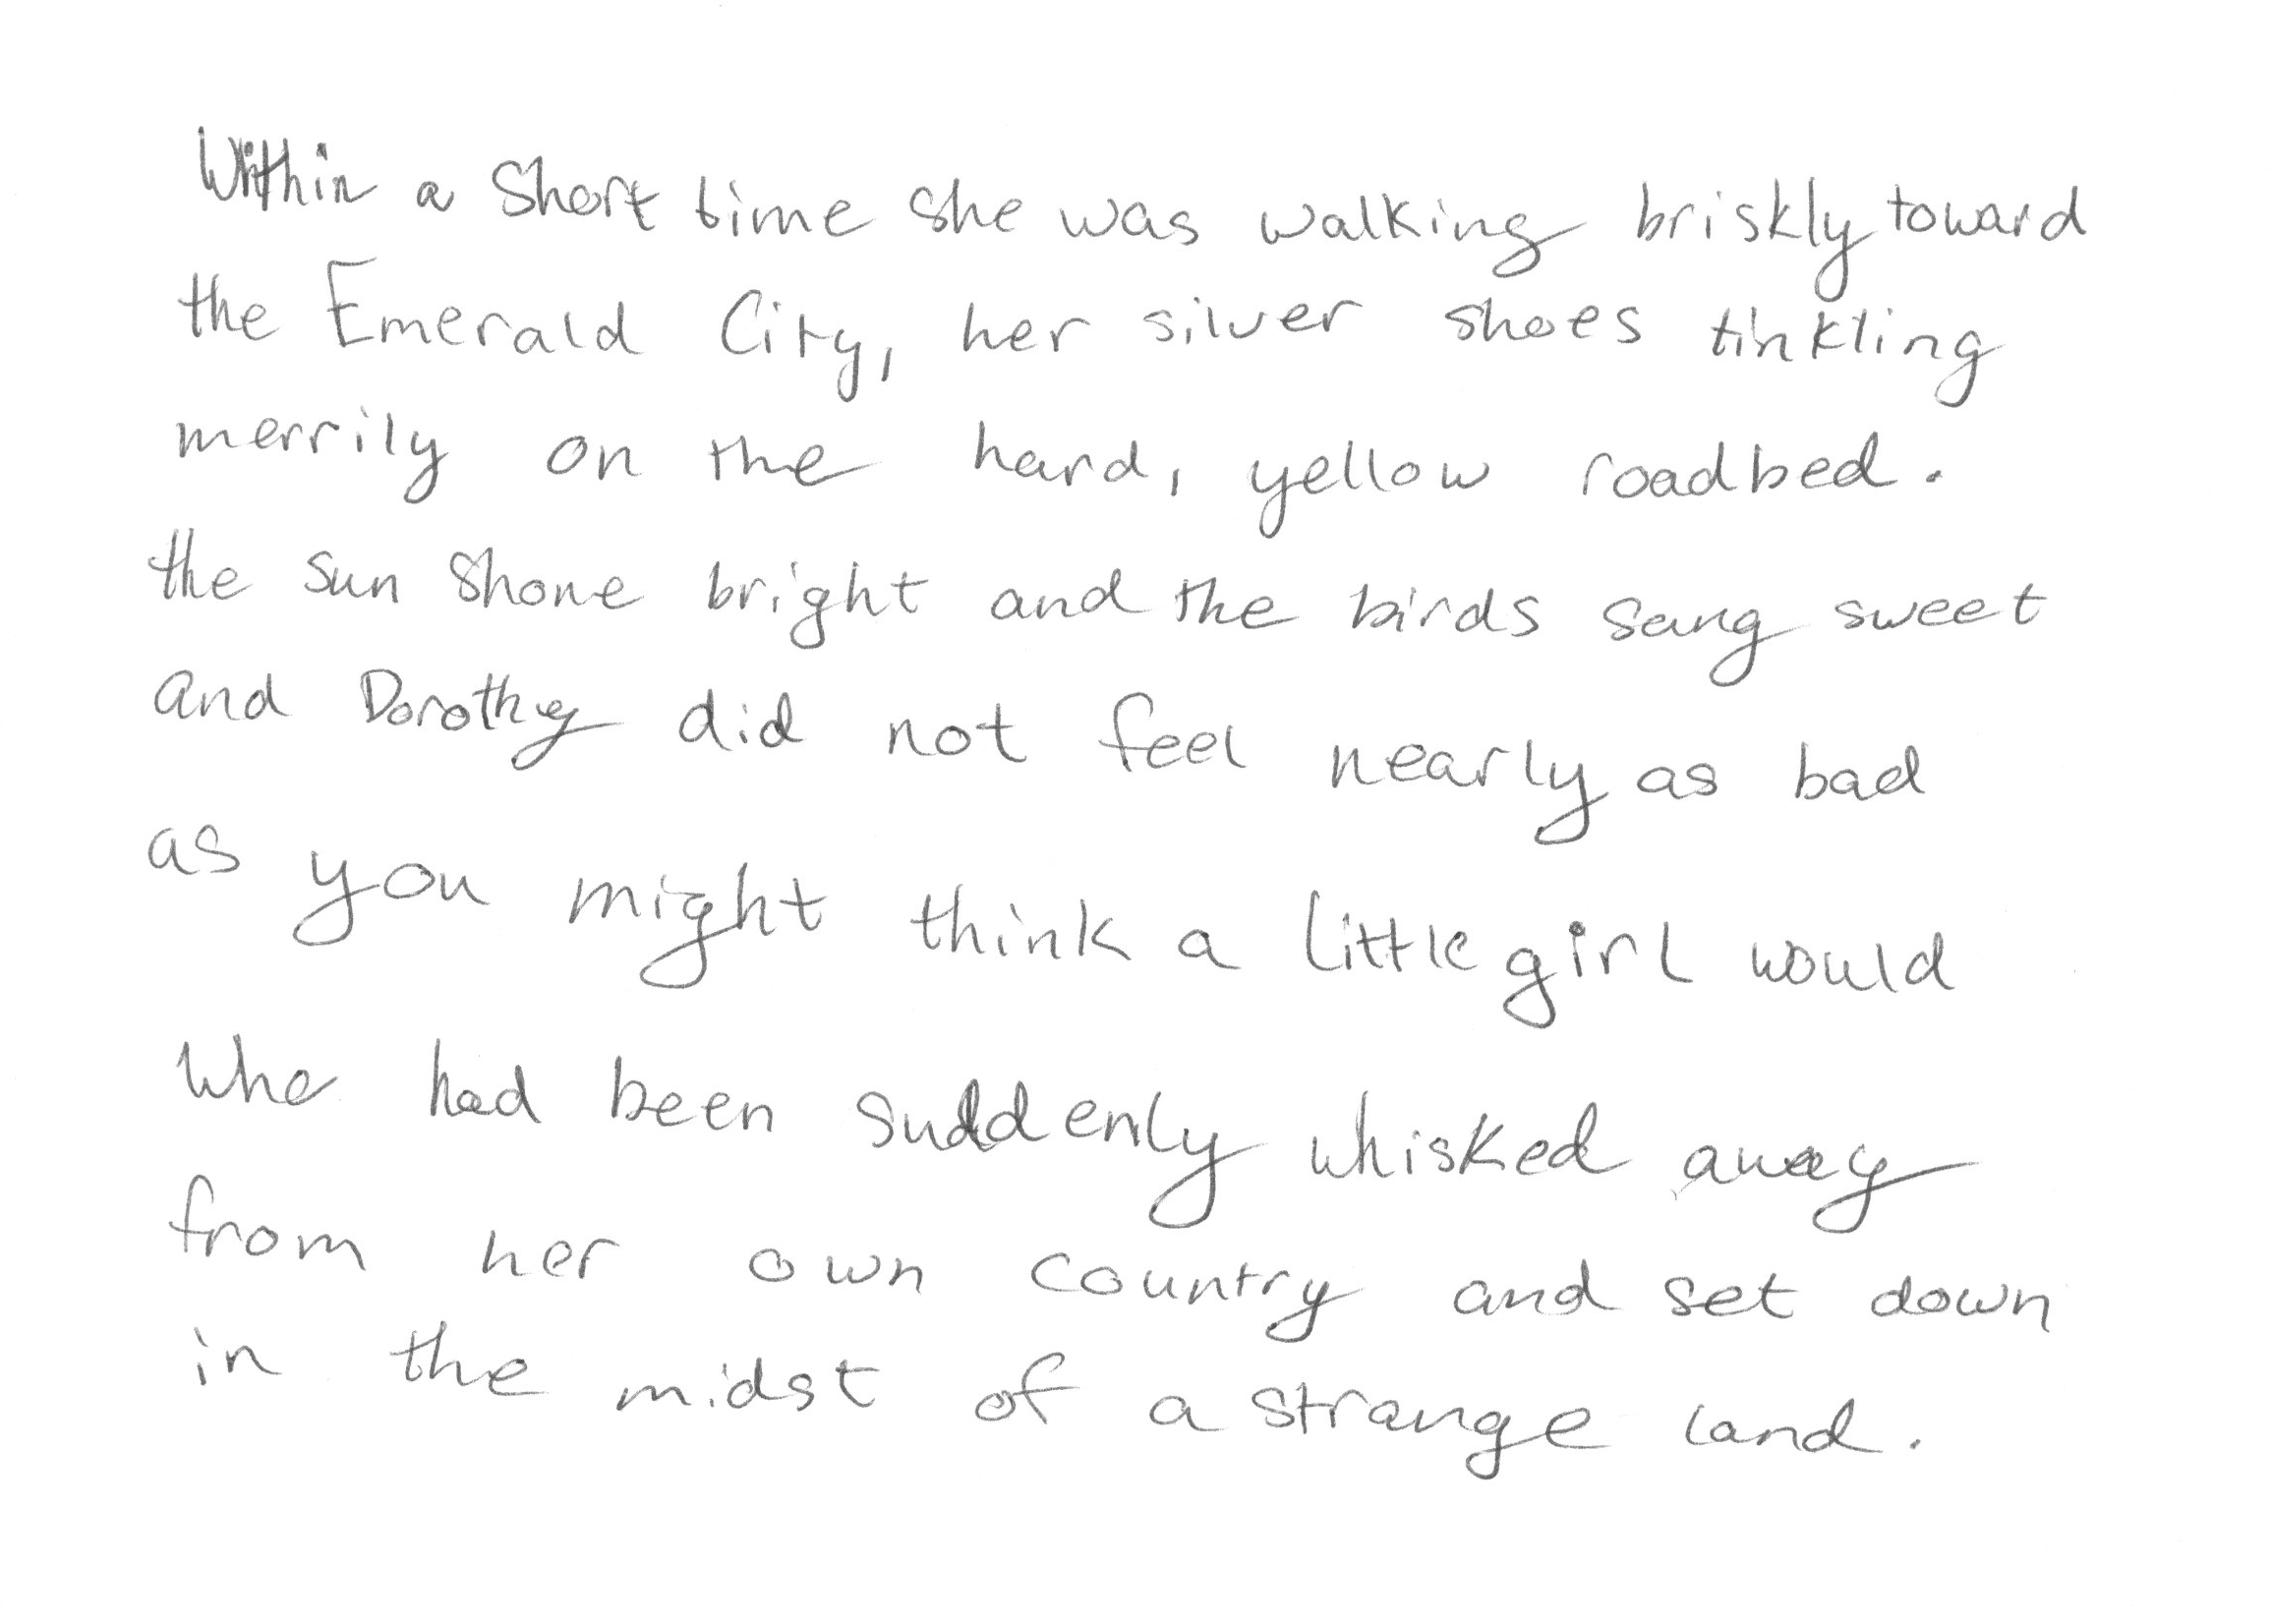 Within a Short time she was walking briskly toward
the Emerald City, her silver shoes tinkling
merrily on the hard, yellow roadbed.
the sun shone bright and the birds sang sweet
and Dorothy did not feel nearly as bad
as you might think a little girl would
who had been suddenly whisked away
from her own country and set down
in the midst of a strange land.